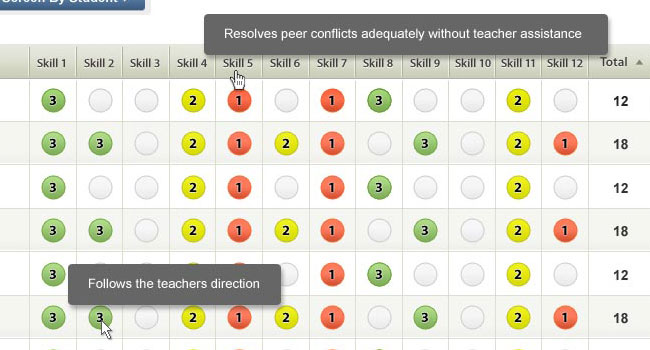 Screen By Student
Resolves peer conflicts adequately without teacher assistance
Skill 1 Skill 2 Skill 3 Skill 4 Skill 5 Skill 6 Skill 7 Skill 8 Skill 9 Skill 10 Skill 11 Skill 12 Total
3 2 1 1 3 2 12
3 3 2 1 2 1 3 2 1 18
3 2 1 1 3 2 12
3 3 2 1 2 1 3 2 1 18
3 1 3 2 12
Follows the teachers direction
3 3 2 1 2 1 3 2 1 18